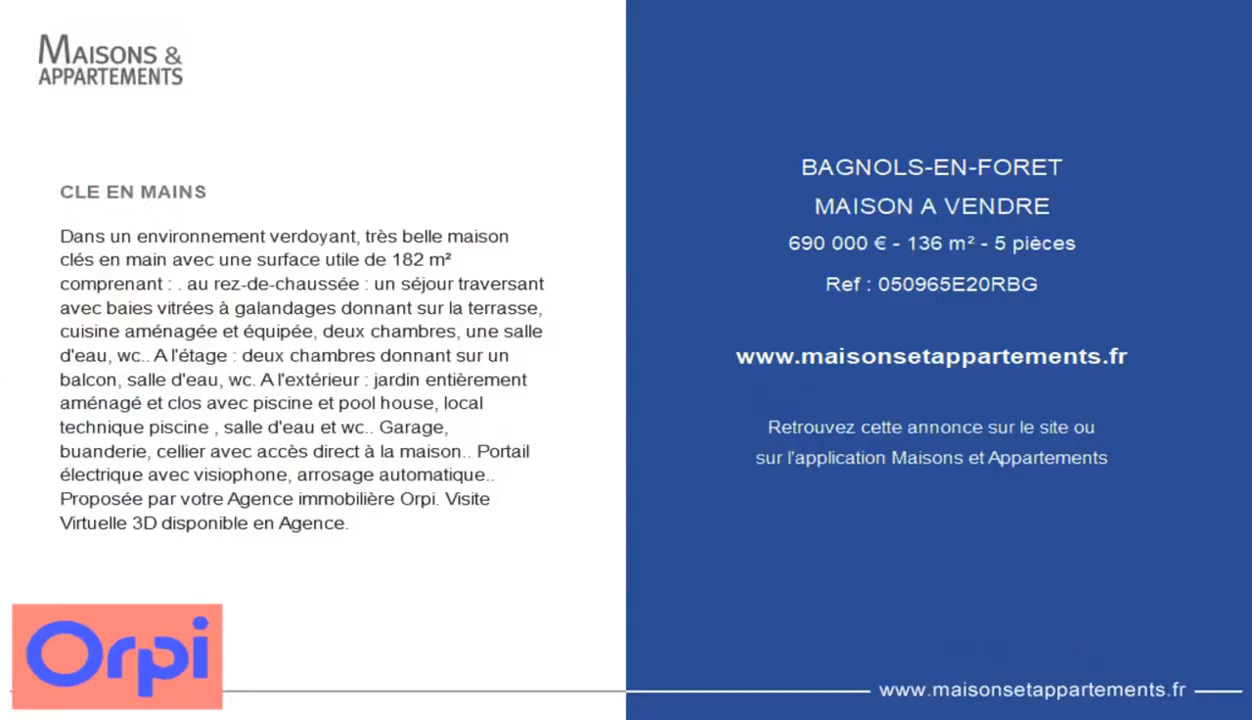 MAISONS &
APPARTEMENTS
CLE EN MAINS
Dans un environnement verdoyant, très belle maison
clés en main avec une surface utile de 182 m²
comprenant : . au rez-de-chaussée : un séjour traversant
avec baies vitrées à galandages donnant sur la terrasse,
cuisine aménagée et équipée, deux chambres, une salle
d'eau, wc.. A l'étage : deux chambres donnant sur un
balcon, salle d'eau, wc. A l'extérieur : jardin entièrement
aménagé et clos avec piscine et pool house, local
technique piscine , salle d'eau et wc.. Garage,
buanderie, cellier avec accès direct à la maison.. Portail
électrique avec visiophone, arrosage automatique..
Proposée par votre Agence immobilière Orpi. Visite
Virtuelle 3D disponible en Agence.
Orpi
BAGNOLS-EN-FORET
MAISON A VENDRE
690 000 € - 136 m² - 5 pièces
Ref : 050965E20RBG
www.maisonsetappartements.fr
Retrouvez cette annonce sur le site ou
sur l'application Maisons et Appartements
www.maisonsetappartements.fr